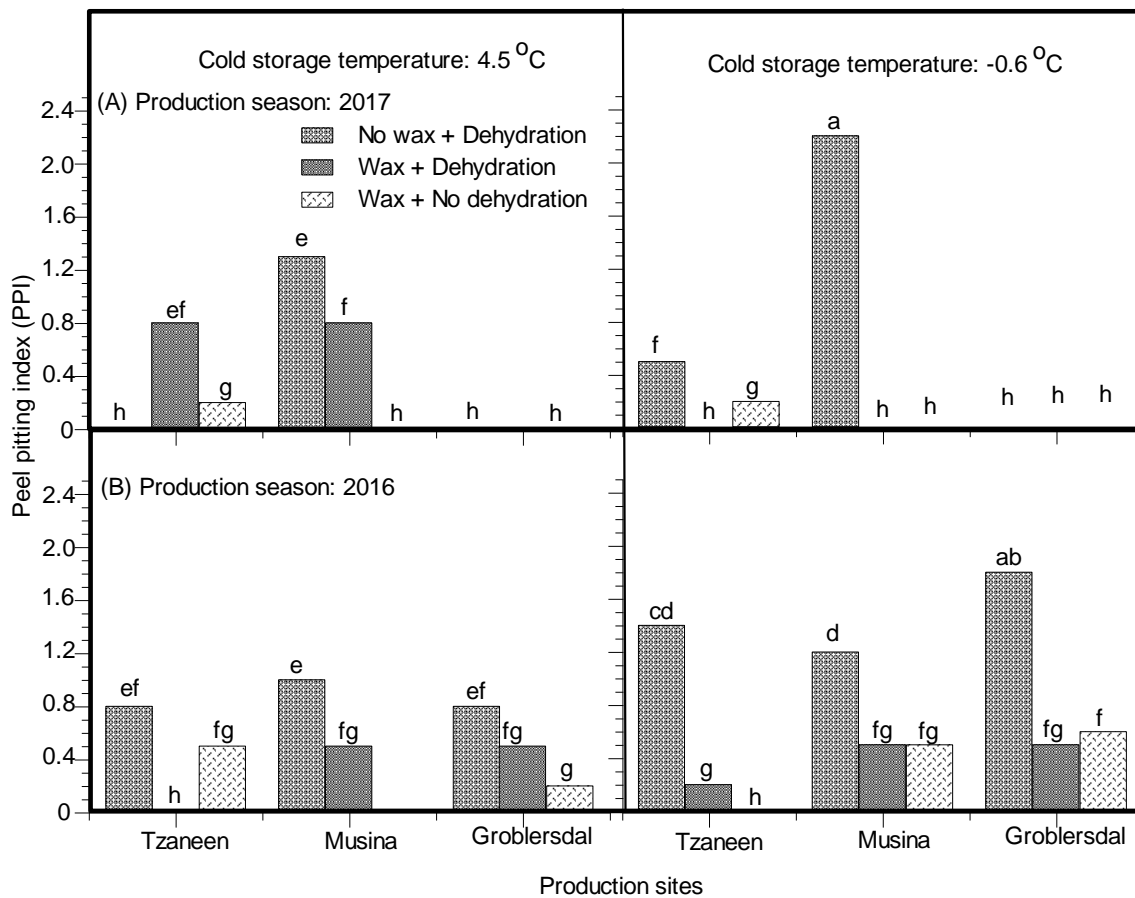 Cold storage temperature: 4.5 °C
Cold storage temperature: -0.6 °C
(A) Production season: 2017
No wax + Dehydration
Wax + Dehydration
Wax + No dehydration
Peel pitting index (PPI)
2.4
2.0
1.6
1.2
0.8
0.4
0
h ef g e f h h h
f h g a h h h h h
(B) Production season: 2016
2.4
2.0
1.6
1.2
0.8
0.4
0
ef h fg e fg ef fg g
cd g h d fg fg ab fg f
Tzaneen Musina Groblersdal
Tzaneen Musina Groblersdal
Production sites